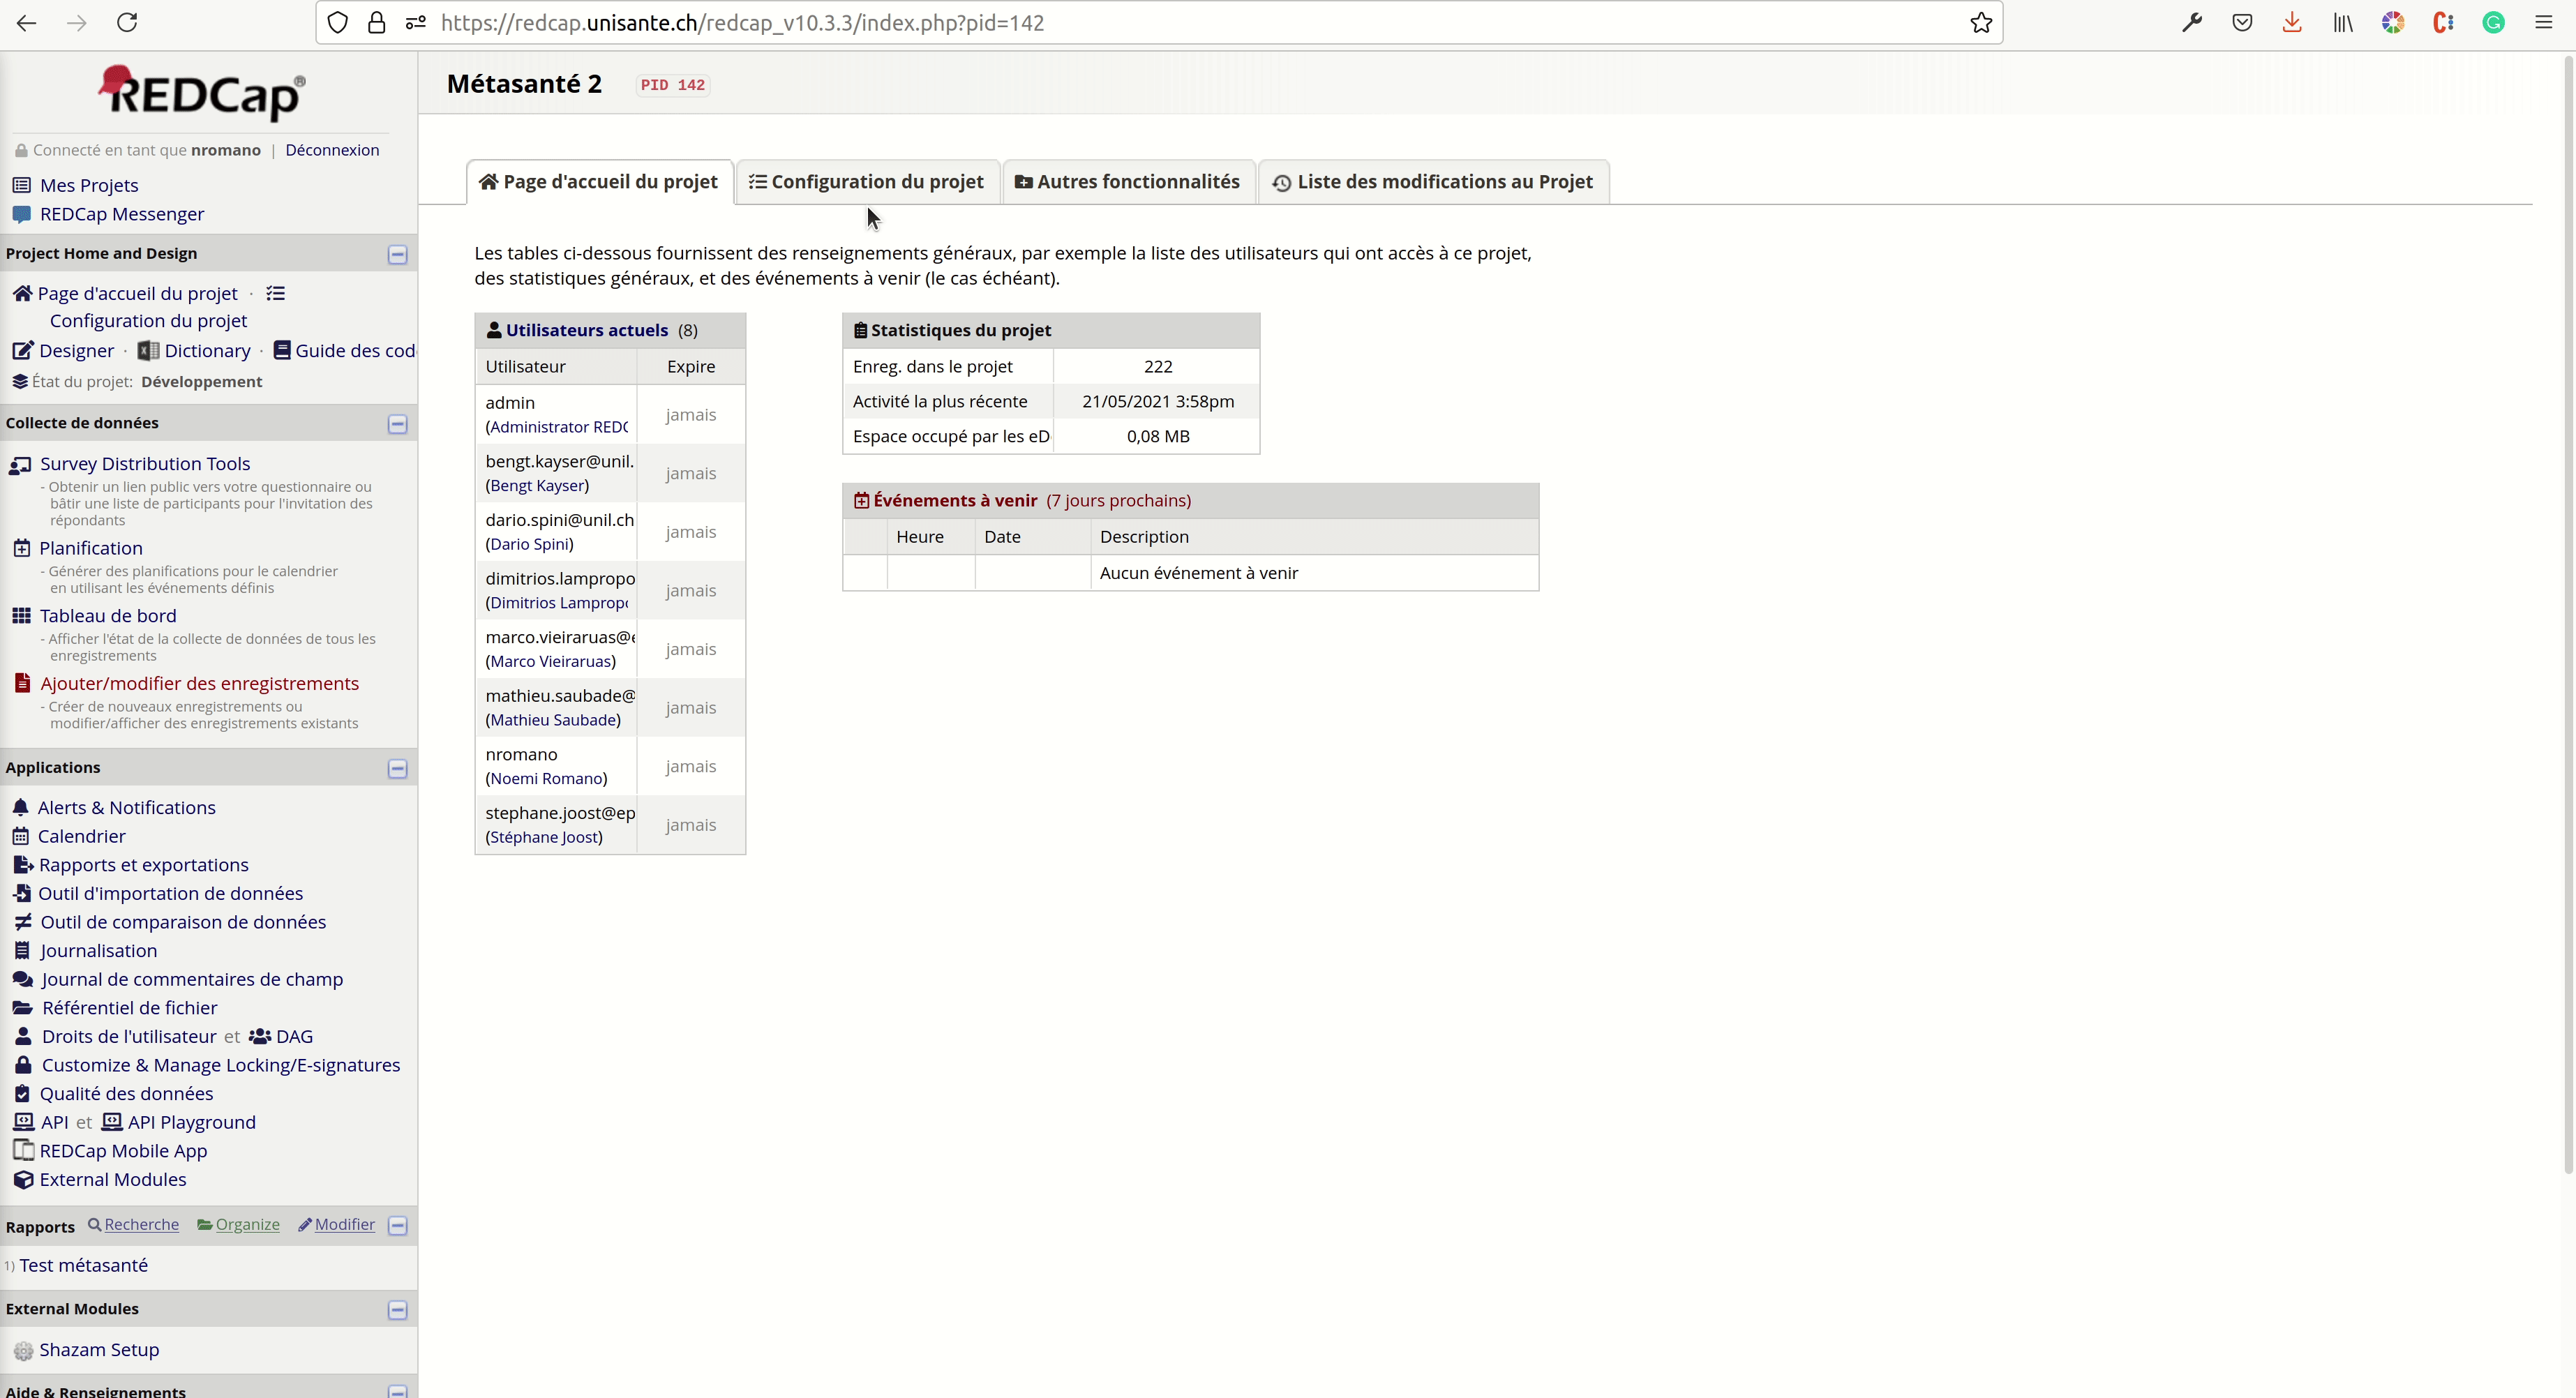 https://redcap.unisante.ch/redcap_v10.3.3/index.php?pid=142
REDCap®
Connecté en tant que nromano | Déconnexion
Mes Projets
REDCap Messenger
Project Home and Design
Page d'accueil du projet ·
Configuration du projet
Designer · Dictionary · Guide des cod
État du projet: Développement
Collecte de données
Survey Distribution Tools
- Obtenir un lien public vers votre questionnaire ou
bâtir une liste de participants pour l'invitation des
répondants
Planification
- Générer des planifications pour le calendrier
en utilisant les événements définis
Tableau de bord
- Afficher l'état de la collecte de données de tous les
enregistrements
Ajouter/modifier des enregistrements
- Créer de nouveaux enregistrements ou
modifier/afficher des enregistrements existants
Applications
Alerts & Notifications
Calendrier
Rapports et exportations
Outil d'importation de données
Outil de comparaison de données
Journalisation
Journal de commentaires de champ
Référentiel de fichier
Droits de l'utilisateur et DAG
Customize & Manage Locking/E-signatures
Qualité des données
API et API Playground
REDCap Mobile App
External Modules
Rapports Recherche Organize Modifier
1) Test métasanté
External Modules
Shazam Setup
Aide & Renseignements
Métasanté 2 PID 142
Page d'accueil du projet Configuration du projet Autres fonctionnalités Liste des modifications au Projet
Les tables ci-dessous fournissent des renseignements généraux, par exemple la liste des utilisateurs qui ont accès à ce projet,
des statistiques généraux, et des événements à venir (le cas échéant).
Utilisateurs actuels (8)
Utilisateur Expire
admin
(Administrator REDC jamais
bengt.kayser@unil.
(Bengt Kayser) jamais
dario.spini@unil.ch
(Dario Spini) jamais
dimitrios.lampropo
(Dimitrios Lampropo jamais
marco.vieiraruas@e
(Marco Vieiraruas) jamais
mathieu.saubade@
(Mathieu Saubade) jamais
nromano
(Noemi Romano) jamais
stephane.joost@ep
(Stéphane Joost) jamais
Statistiques du projet
Enreg. dans le projet 222
Activité la plus récente 21/05/2021 3:58pm
Espace occupé par les eD 0,08 MB
Événements à venir (7 jours prochains)
Heure Date Description
Aucun événement à venir